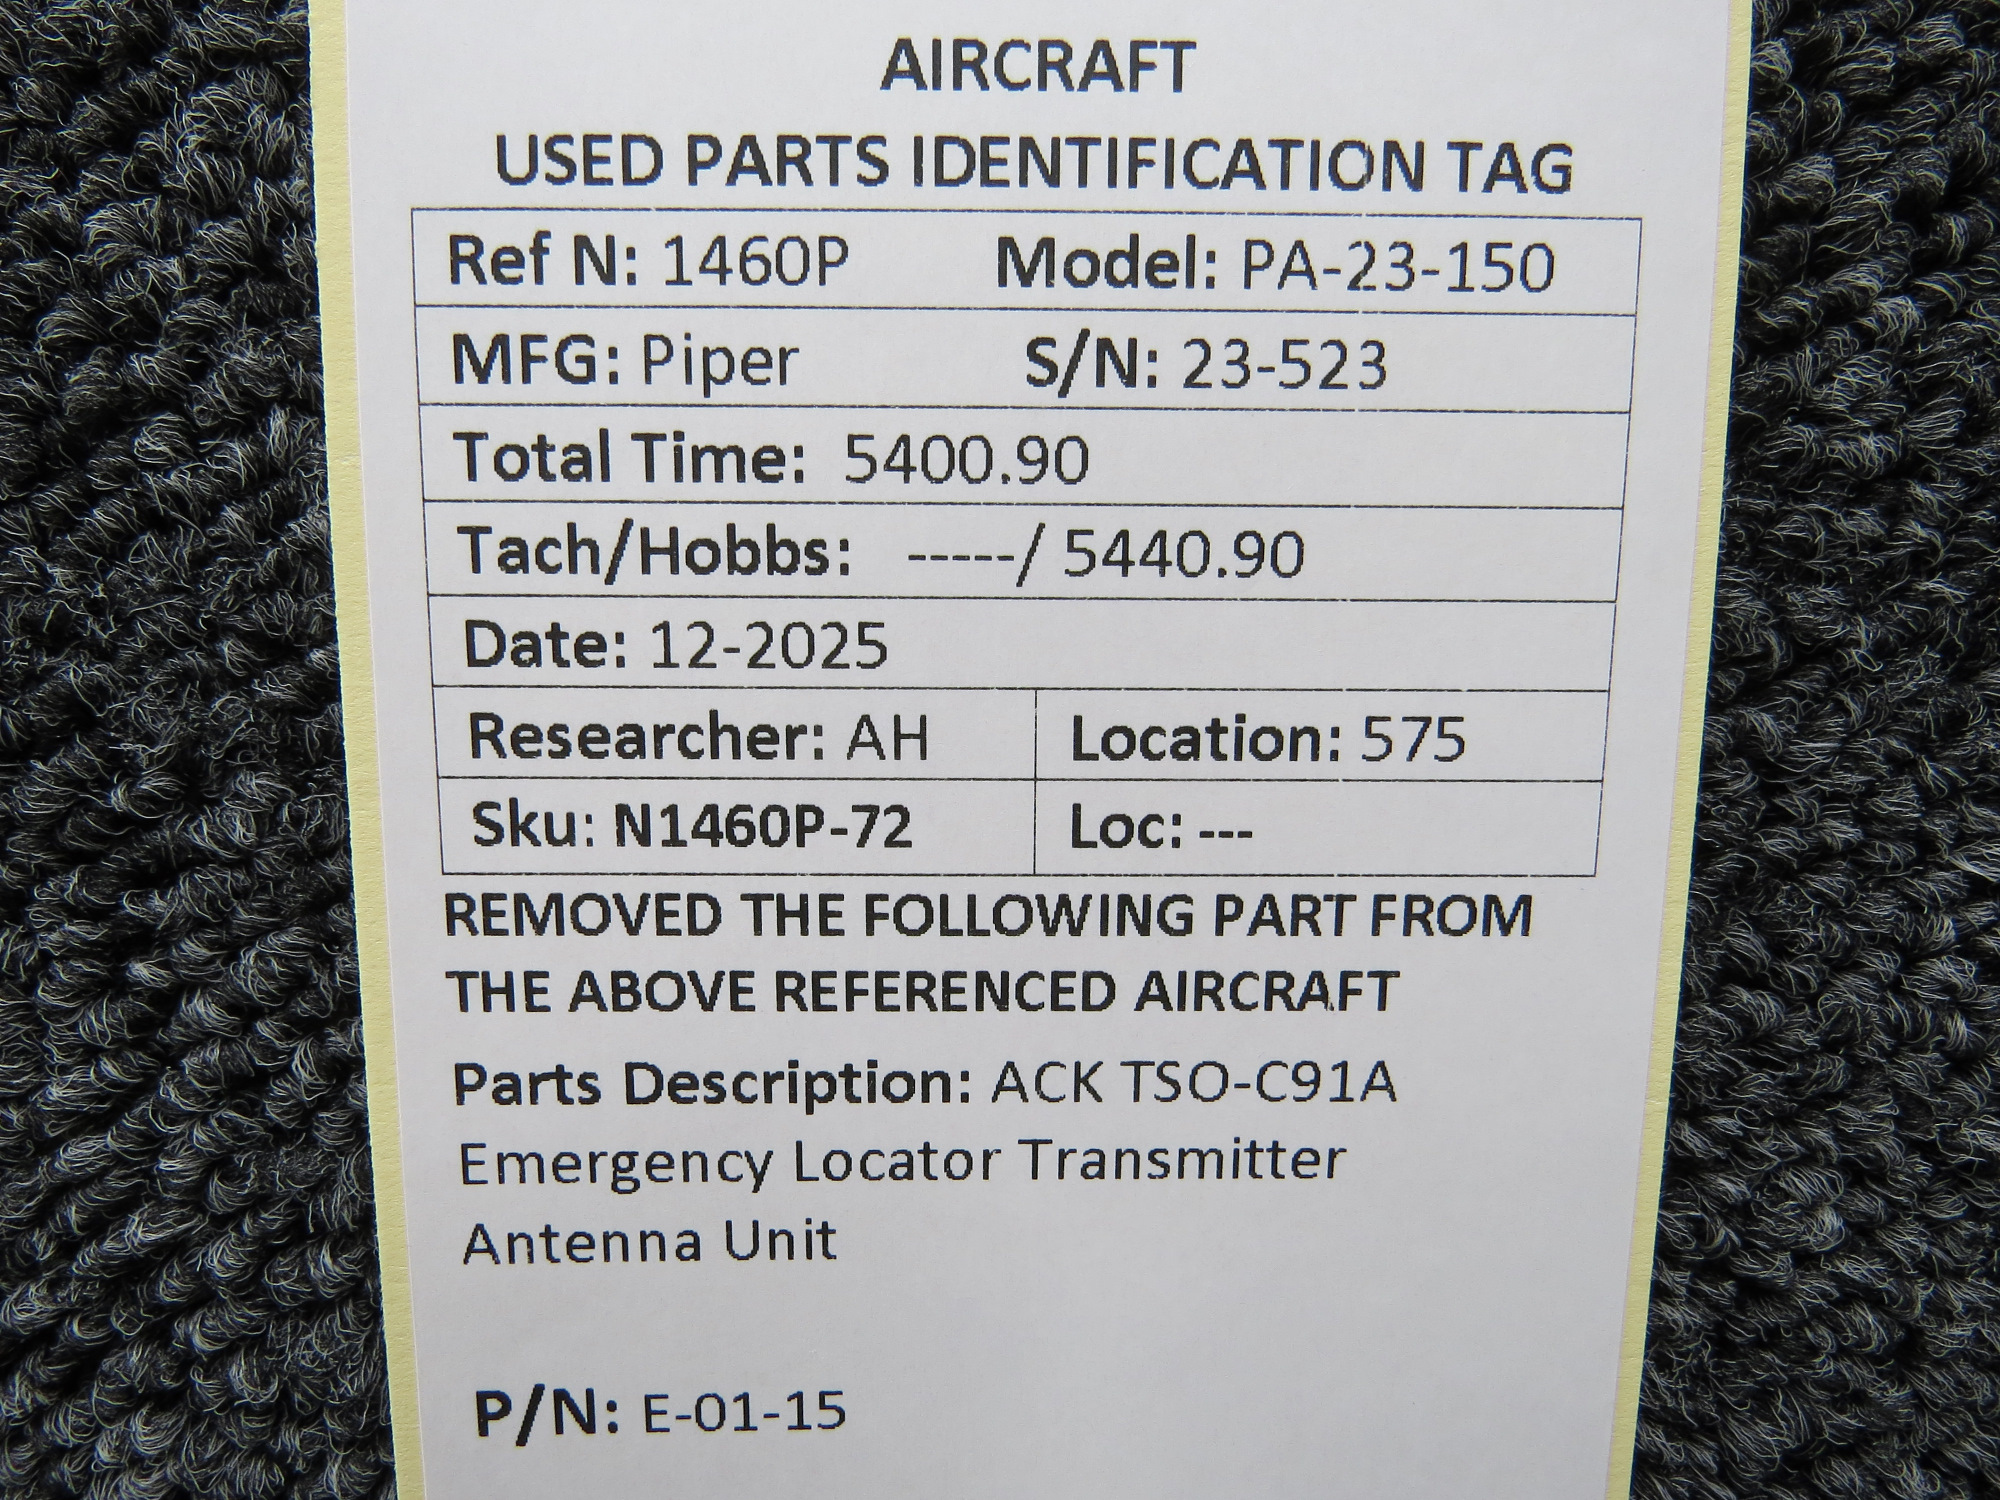 AIRCRAFT
USED PARTS IDENTIFICATION TAG
Ref N: 1460P Model: PA-23-150
MFG: Piper S/N: 23-523
Total Time: 5400.90
Tach/Hobbs: -----/ 5440.90
Date: 12-2025
Researcher: AH Location: 575
Sku: N1460P-72 Loc: ---
REMOVED THE FOLLOWING PART FROM
THE ABOVE REFERENCED AIRCRAFT
Parts Description: ACK TSO-C91A
Emergency Locator Transmitter
Antenna Unit
P/N: E-01-15